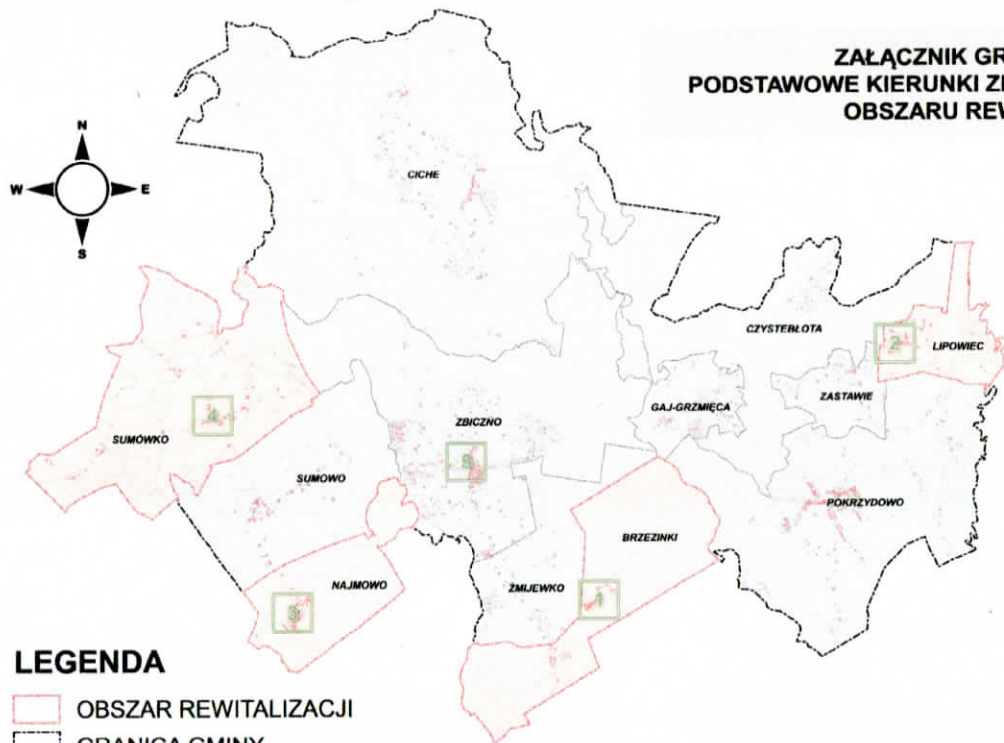 ZAŁĄCZNIK GR
PODSTAWOWE KIERUNKI
OBSZARU REW
N
W E
S
CICHE
CZYSTEBŁOTA
2
LIPOWIEC
ZASTAWIE
GAJ-GRZMIĘCA
ZBICZNO
4
SUMÓWKO
SUMOWO
POKRZYDOWO
BRZEZINKI
NAJMOWO
ŻMIJEWKO
1
LEGENDA
OBSZAR REWITALIZACJI
GRANICA GMINY